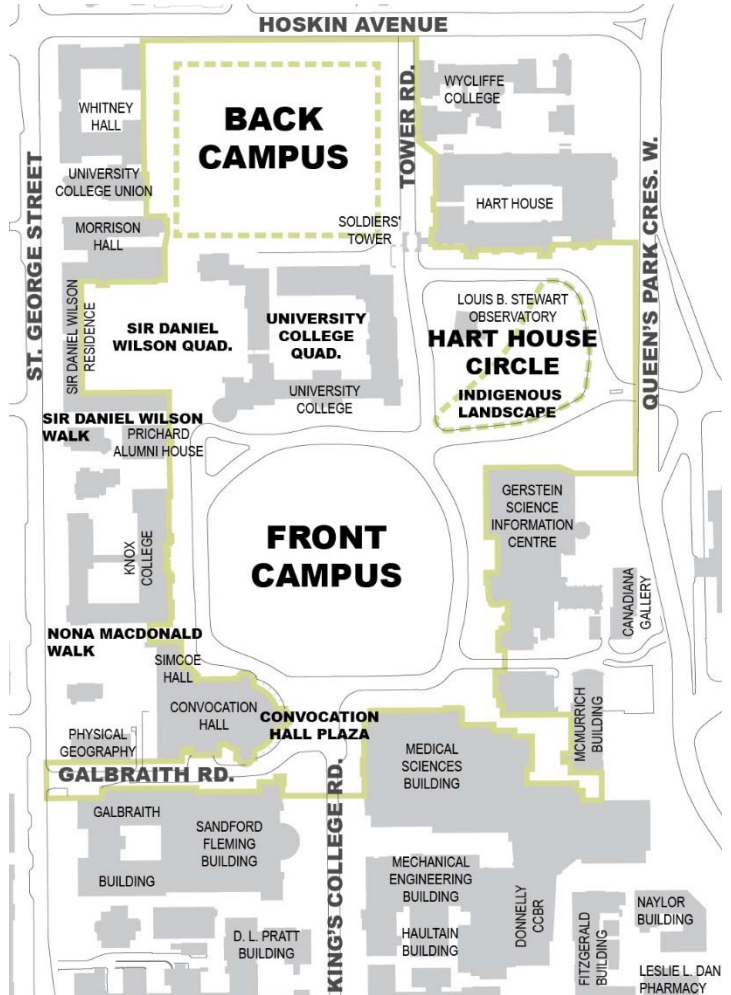 HOSKIN AVENUE
WHITNEY
HALL
BACK
CAMPUS
TOWER RD.
WYCLIFFE
COLLEGE
UNIVERSITY
COLLEGE UNION
HART HOUSE
MORRISON
HALL
SOLDIERS'
TOWER
ST. GEORGE STREET
QUEEN'S PARK CRES. W.
SIR DANIEL WILSON
RESIDENCE
SIR DANIEL
WILSON QUAD.
UNIVERSITY
COLLEGE
QUAD.
LOUIS B. STEWART
OBSERVATORY
HART HOUSE
CIRCLE
INDIGENOUS
LANDSCAPE
UNIVERSITY
COLLEGE
SIR DANIEL WILSON
WALK
PRICHARD
ALUMNI HOUSE
GERSTEIN
SCIENCE
INFORMATION
CENTRE
FRONT
CAMPUS
KNOX
COLLEGE
CANADIANA
GALLERY
NONA MACDONALD
WALK
SIMCOE
HALL
CONVOCATION
HALL
CONVOCATION
HALL PLAZA
PHYSICAL
GEOGRAPHY
MEDICAL
SCIENCES
BUILDING
MCMURRICH
BUILDING
GALBRAITH RD.
KING'S COLLEGE RD.
GALBRAITH
BUILDING
SANDFORD
FLEMING
BUILDING
MECHANICAL
ENGINEERING
BUILDING
HAULTAIN
BUILDING
DONNELLY
CCBR
D. L. PRATT
BUILDING
FITZGERALD
BUILDING
NAYLOR
BUILDING
LESLIE L. DAN
PHARMACY